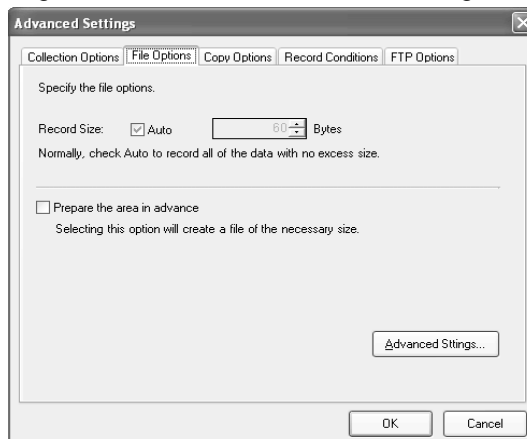 Advanced Settings
Collection Options File Options Copy Options Record Conditions FTP Options
Specify the file options.
Record Size: Auto 60 Bytes
Normally, check Auto to record all of the data with no excess size.
Prepare the area in advance
Selecting this option will create a file of the necessary size.
Advanced Sttings...
OK Cancel